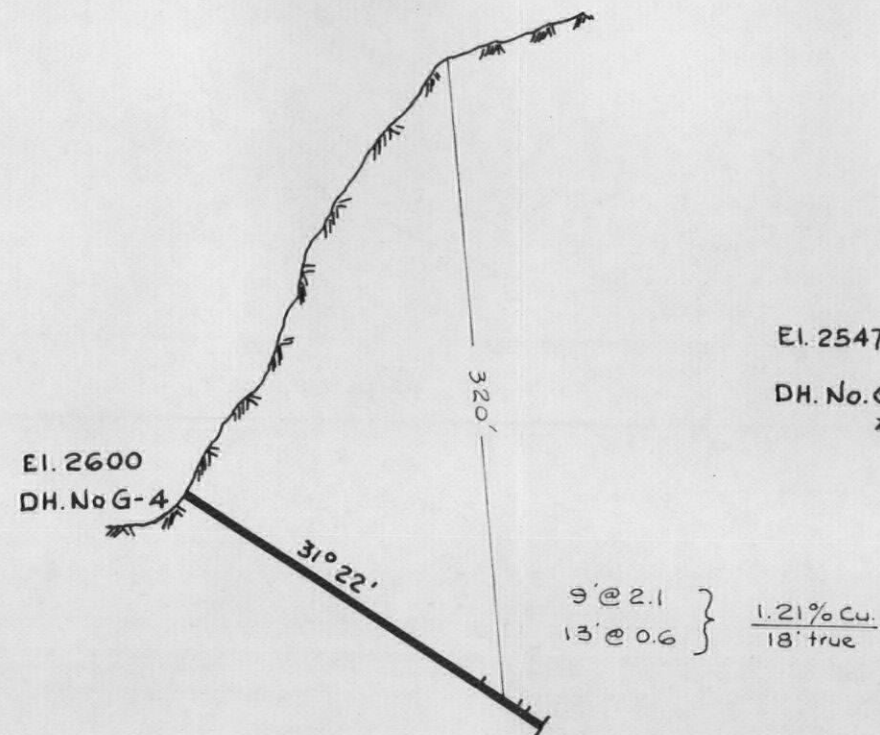 320'
El. 2547
DH. No.
El. 2600
DH. No G-4
31° 22'
9' @ 2.1
13' @ 0.6
1.21% Cu.
18' true